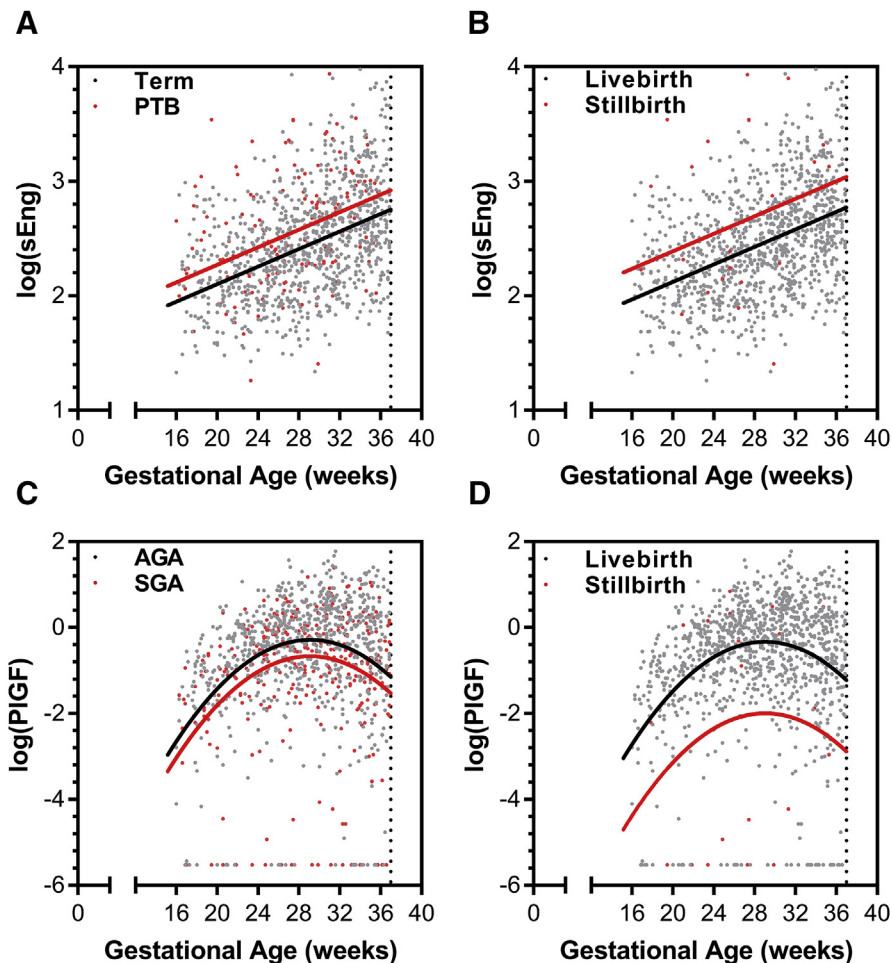 A
4
3
2
1
log(sEng)
Term
PTB
0 16 20 24 28 32 36 40
Gestational Age (weeks)
B
4
3
2
1
log(sEng)
Livebirth
Stillbirth
0 16 20 24 28 32 36 40
Gestational Age (weeks)
C
2
0
-2
-4
-6
log(PlGF)
AGA
SGA
0 16 20 24 28 32 36 40
Gestational Age (weeks)
D
2
0
-2
-4
-6
log(PlGF)
Livebirth
Stillbirth
0 16 20 24 28 32 36 40
Gestational Age (weeks)